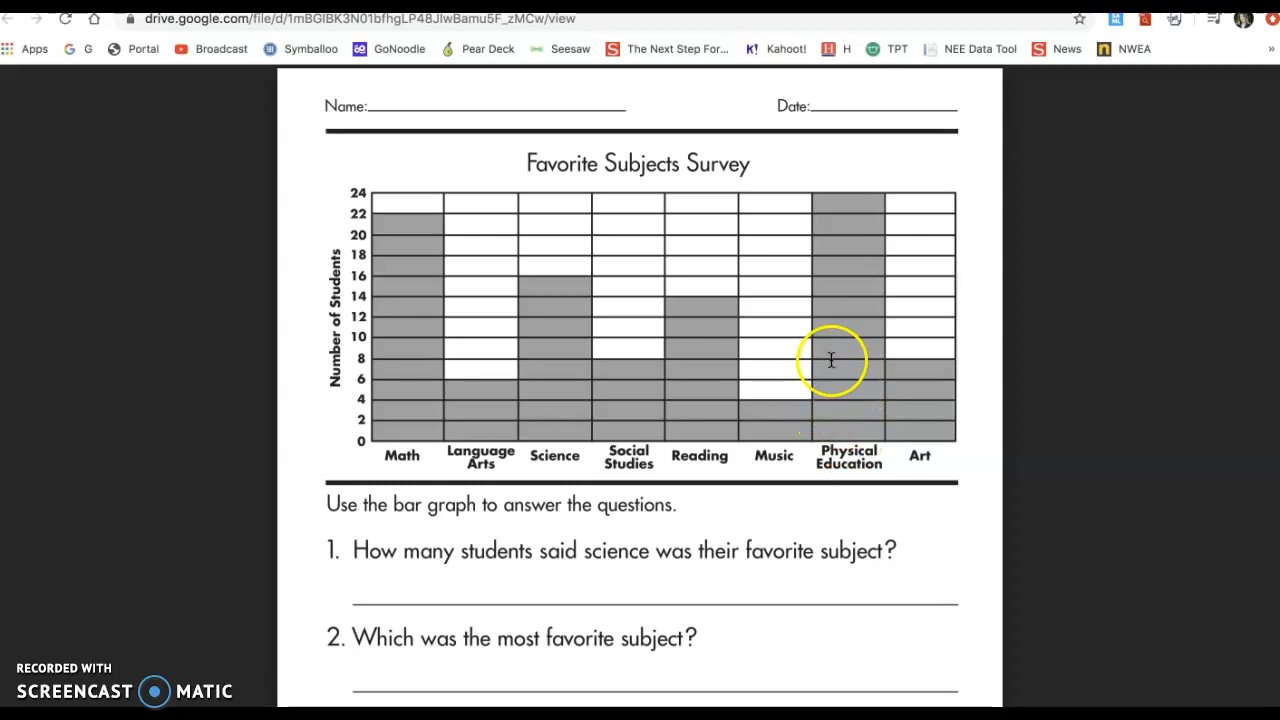 drive.google.com/file/d/1mBGIBK3N01bfhgLP48JIwBamu5F_zMCw/view
Apps G Portal Broadcast Symballoo GoNoodle Pear Deck Seesaw The Next Step For... Kahoot! H TPT NEE Data Tool News NWEA »
Name: Date:
Favorite Subjects Survey
Number of Students
24
22
20
18
16
14
12
10
8
6
4
2
0
Math Language Arts Science Social Studies Reading Music Physical Education Art
Use the bar graph to answer the questions.
1. How many students said science was their favorite subject?
2. Which was the most favorite subject?
RECORDED WITH
SCREENCAST MATIC